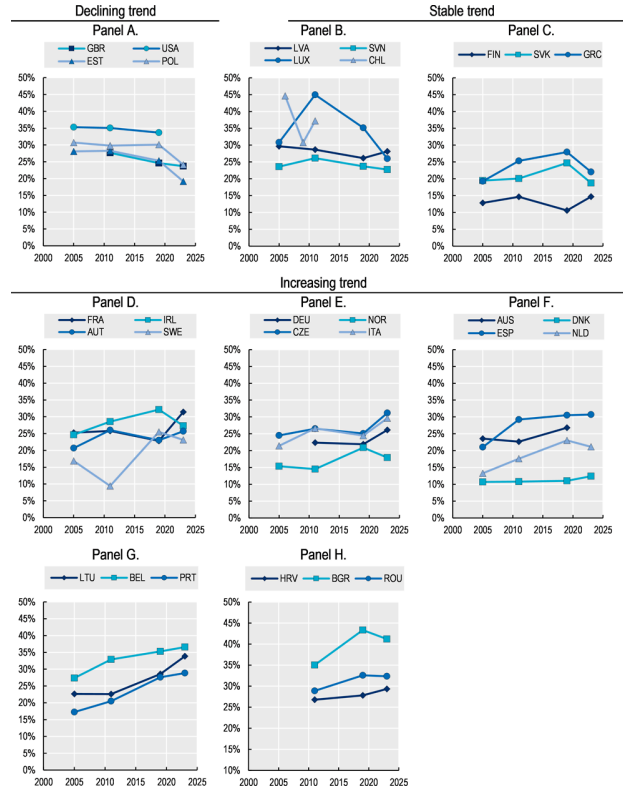 Declining trend
Stable trend
Panel A.
Panel B.
Panel C.
GBR USA
EST POL
LVA SVN
LUX CHL
FIN SVK GRC
50%
45%
40%
35%
30%
25%
20%
15%
10%
5%
0%
2000 2005 2010 2015 2020 2025
50%
45%
40%
35%
30%
25%
20%
15%
10%
5%
0%
2000 2005 2010 2015 2020 2025
50%
45%
40%
35%
30%
25%
20%
15%
10%
5%
0%
2000 2005 2010 2015 2020 2025
Increasing trend
Panel D.
Panel E.
Panel F.
FRA IRL
AUT SWE
DEU NOR
CZE ITA
AUS DNK
ESP NLD
50%
45%
40%
35%
30%
25%
20%
15%
10%
5%
0%
2000 2005 2010 2015 2020 2025
50%
45%
40%
35%
30%
25%
20%
15%
10%
5%
0%
2000 2005 2010 2015 2020 2025
50%
45%
40%
35%
30%
25%
20%
15%
10%
5%
0%
2000 2005 2010 2015 2020 2025
Panel G.
Panel H.
LTU BEL PRT
HRV BGR ROU
50%
45%
40%
35%
30%
25%
20%
15%
10%
5%
0%
2000 2005 2010 2015 2020 2025
50%
45%
40%
35%
30%
25%
20%
15%
10%
2000 2005 2010 2015 2020 2025